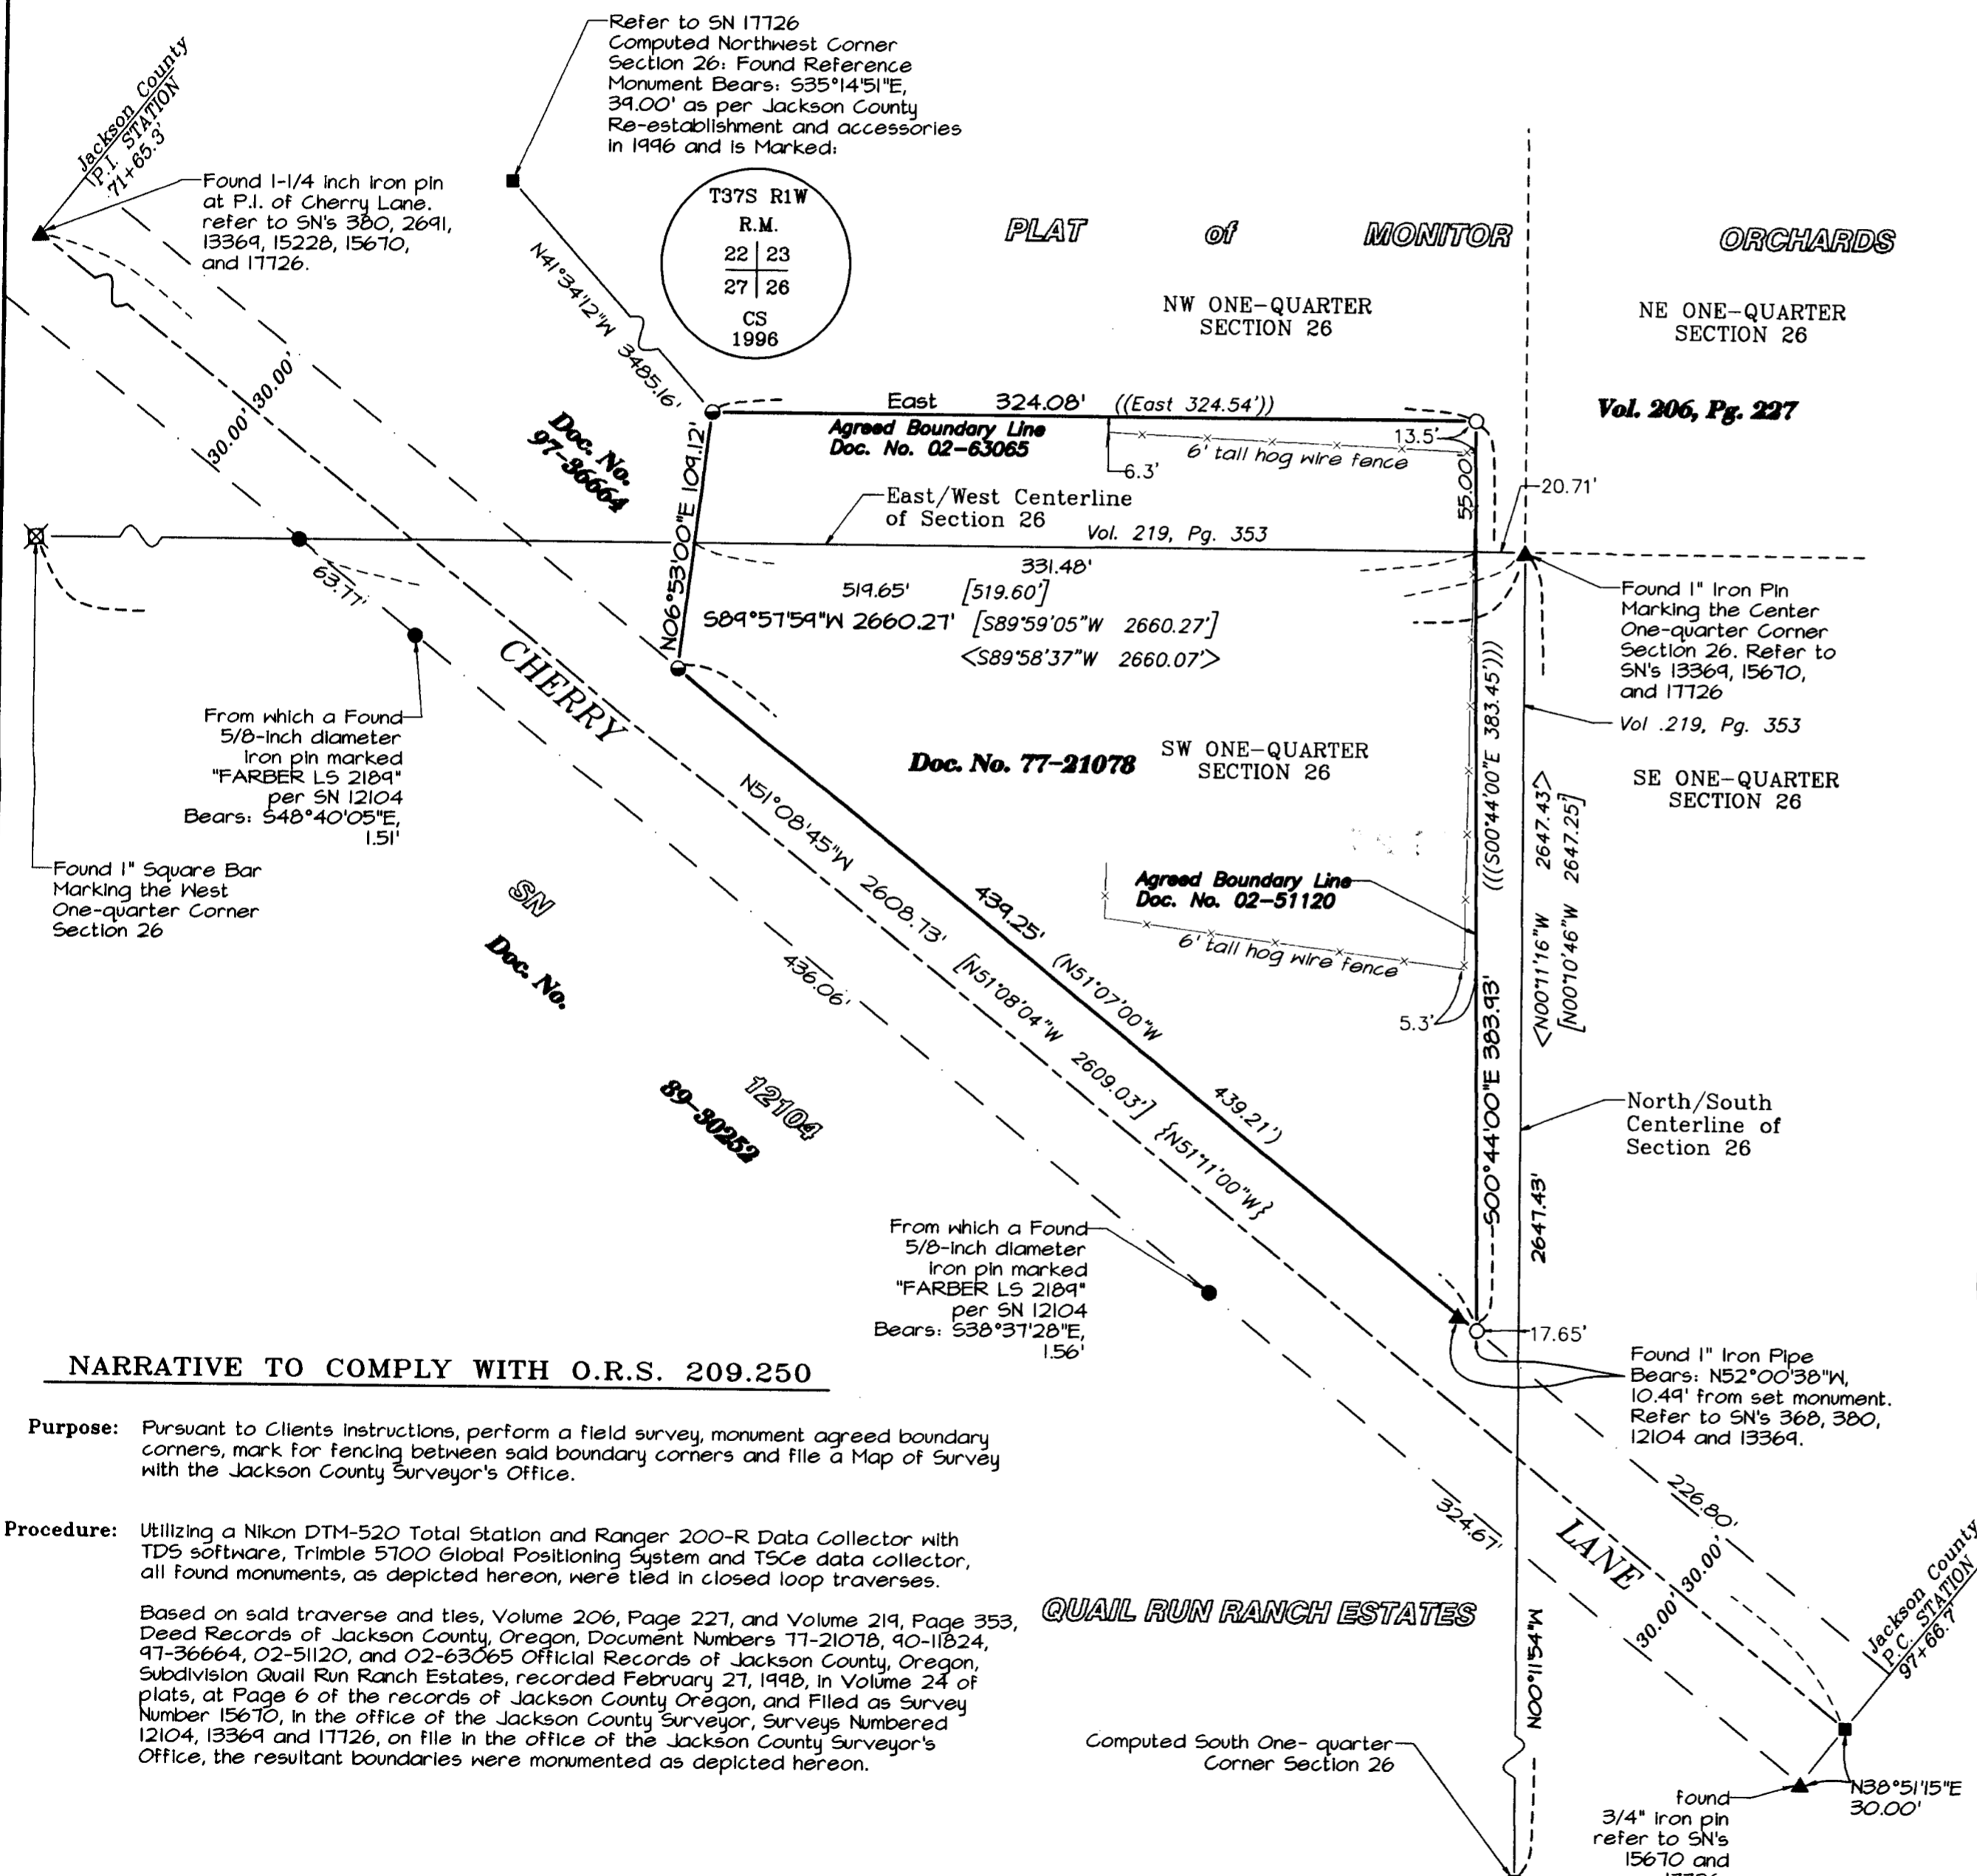 Refer to SN 17726
Computed Northwest Corner
Section 26: Found Reference
Monument Bears: S35°14'51"E,
39.00' as per Jackson County
Re-establishment and accessories
in 1996 and is Marked:
Jackson County
P.I. STATION
71+65.3'
Found 1-1/4 inch iron pin
at P.I. of Cherry Lane.
refer to SN's 380, 2691,
13369, 15228, 15670,
and 17726.
T37S R1W
R.M.
22 23
27 26
CS
1996
N41°34'12"W 3485.16'
PLAT of MONITOR ORCHARDS
NW ONE-QUARTER
SECTION 26
NE ONE-QUARTER
SECTION 26
Vol. 206, Pg. 227
30.00' 30.00'
Doc. No.
97-36664
East 324.08' ((East 324.54'))
Agreed Boundary Line
Doc. No. 02-63065
13.5'
6' tall hog wire fence
6.3'
55.00'
20.71'
N06°53'00"E 109.12'
East/West Centerline
of Section 26
Vol. 219, Pg. 353
331.48'
519.65' [519.60']
S89°57'59"W 2660.27' [S89°59'05"W 2660.27']
<S89°58'37"W 2660.07'>
63.77'
Found 1" Iron Pin
Marking the Center
One-quarter Corner
Section 26. Refer to
SN's 13369, 15670,
and 17726
Vol .219, Pg. 353
CHERRY
From which a Found
5/8-inch diameter
iron pin marked
"FARBER LS 2189"
per SN 12104
Bears: S48°40'05"E,
1.51'
Found 1" Square Bar
Marking the West
One-quarter Corner
Section 26
Doc. No. 77-21078
SW ONE-QUARTER
SECTION 26
SE ONE-QUARTER
SECTION 26
(((S00°44'00"E 383.45')))
<N00°11'16"W 2647.43'>
[N00°10'46"W 2647.25']
Agreed Boundary Line
Doc. No. 02-51120
6' tall hog wire fence
5.3'
S00°44'00"E 383.93'
N51°08'45"W 2608.73' [N51°08'04"W 2609.03'] {N51°11'00"W}
439.25' (N51°07'00"W 439.21')
436.06'
SN 12104
Doc. No. 89-30252
North/South
Centerline of
Section 26
2647.43'
From which a Found
5/8-inch diameter
iron pin marked
"FARBER LS 2189"
per SN 12104
Bears: S38°37'28"E,
1.56'
17.65'
Found 1" Iron Pipe
Bears: N52°00'38"W,
10.49' from set monument.
Refer to SN's 368, 380,
12104 and 13369.
NARRATIVE TO COMPLY WITH O.R.S. 209.250
Purpose: Pursuant to Clients instructions, perform a field survey, monument agreed boundary
corners, mark for fencing between said boundary corners and file a Map of Survey
with the Jackson County Surveyor's Office.
Procedure: Utilizing a Nikon DTM-520 Total Station and Ranger 200-R Data Collector with
TDS software, Trimble 5700 Global Positioning System and TSCe data collector,
all found monuments, as depicted hereon, were tied in closed loop traverses.
Based on said traverse and ties, Volume 206, Page 227, and Volume 219, Page 353,
Deed Records of Jackson County, Oregon, Document Numbers 77-21078, 90-11824,
97-36664, 02-51120, and 02-63065 Official Records of Jackson County, Oregon,
Subdivision Quail Run Ranch Estates, recorded February 27, 1998, in Volume 24 of
plats, at Page 6 of the records of Jackson County Oregon, and Filed as Survey
Number 15670, in the office of the Jackson County Surveyor, Surveys Numbered
12104, 13369 and 17726, on file in the office of the Jackson County Surveyor's
Office, the resultant boundaries were monumented as depicted hereon.
226.80'
324.67'
LANE
30.00' 30.00'
Jackson County
P.C. STATION
97+66.7'
QUAIL RUN RANCH ESTATES
N00°11'54"W
Computed South One- quarter
Corner Section 26
N38°51'15"E
30.00'
found
3/4" iron pin
refer to SN's
15670 and